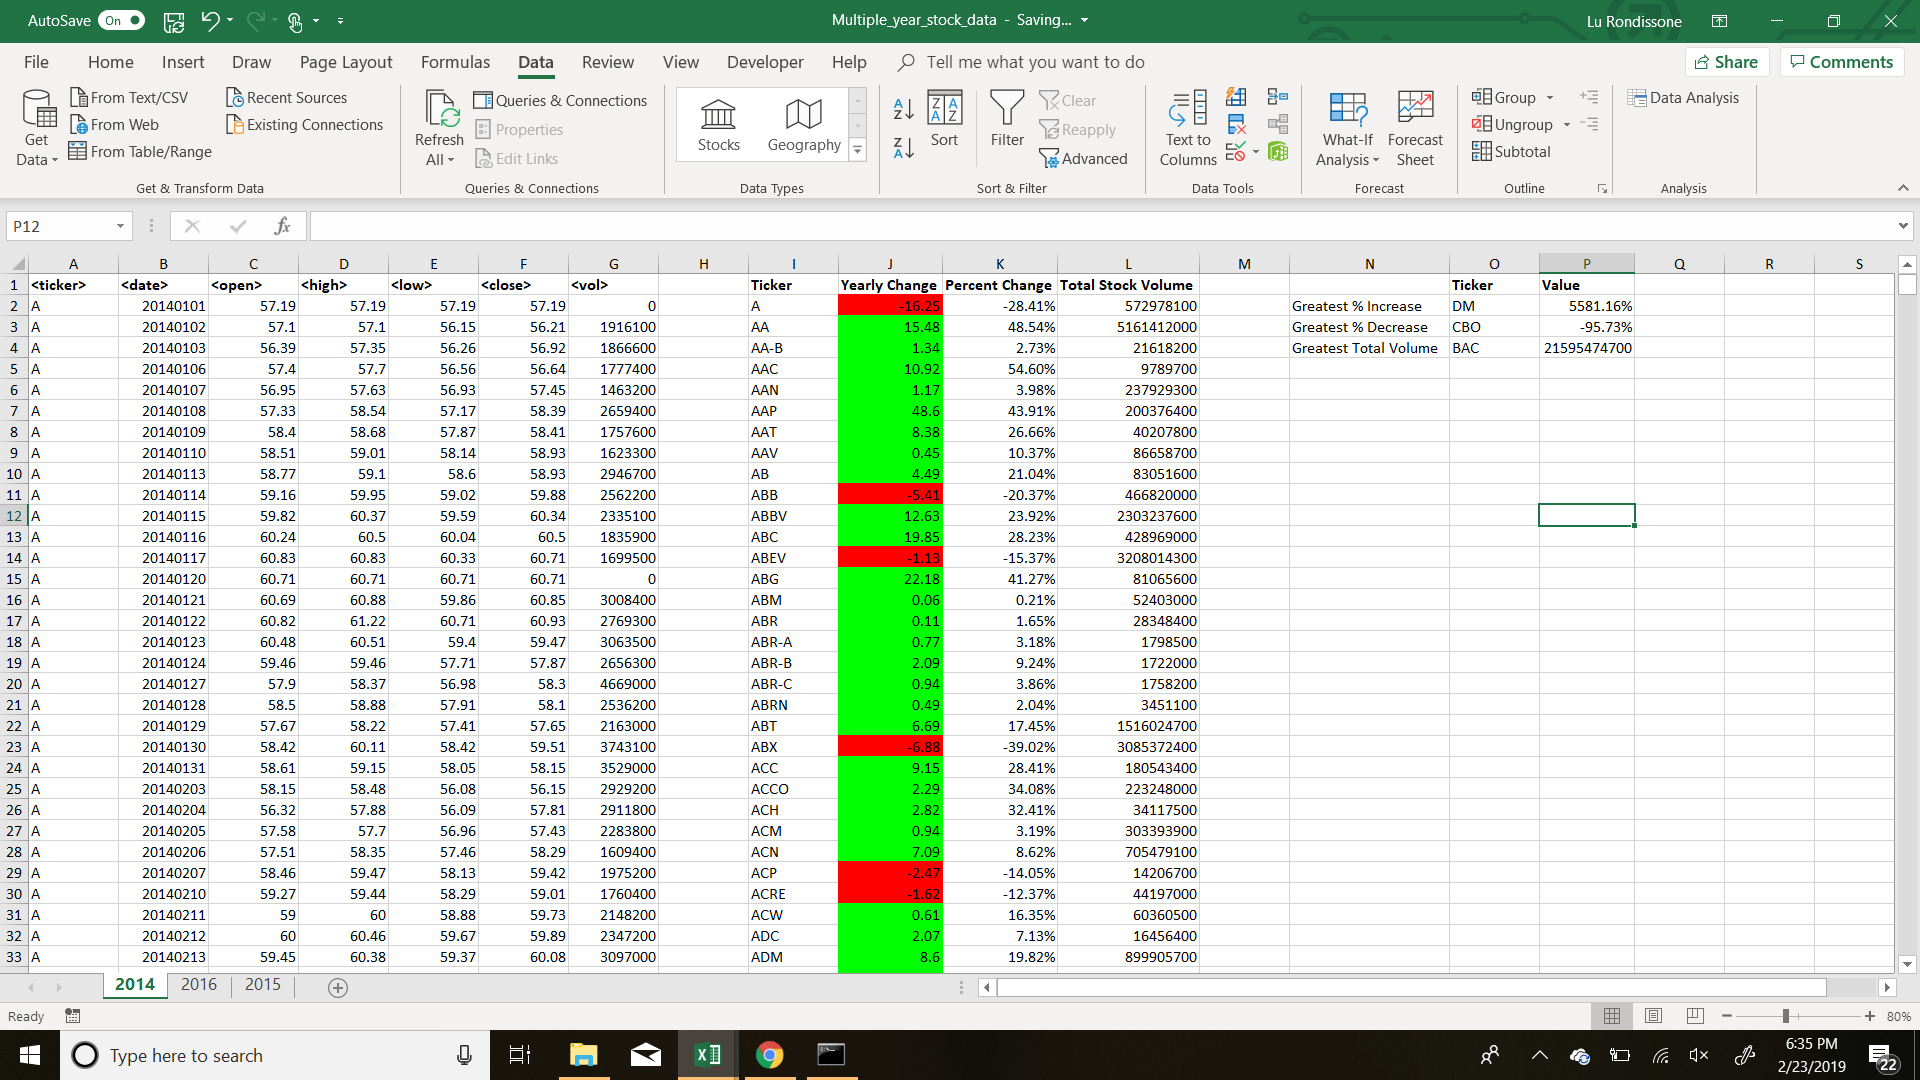 AutoSave On Multiple_year_stock_data - Saving... Lu Rondissone
File Home Insert Draw Page Layout Formulas Data Review View Developer Help Tell me what you want to do Share Comments
Get Data From Text/CSV From Web From Table/Range Recent Sources Existing Connections
Refresh All Queries & Connections Properties Edit Links
Stocks Geography
Sort Filter Clear Reapply Advanced
Text to Columns
What-If Analysis Forecast Sheet
Group Ungroup Subtotal
Data Analysis
Get & Transform Data Queries & Connections Data Types Sort & Filter Data Tools Forecast Outline Analysis
P12 fx
A B C D E F G H I J K L M N O P Q R S
1 <ticker> <date> <open> <high> <low> <close> <vol> Ticker Yearly Change Percent Change Total Stock Volume Ticker Value
2 A 20140101 57.19 57.19 57.19 57.19 0 A -16.25 -28.41% 572978100 Greatest % Increase DM 5581.16%
3 A 20140102 57.1 57.1 56.15 56.21 1916100 AA 15.48 48.54% 5161412000 Greatest % Decrease CBO -95.73%
4 A 20140103 56.39 57.35 56.26 56.92 1866600 AA-B 1.34 2.73% 21618200 Greatest Total Volume BAC 21595474700
5 A 20140106 57.4 57.7 56.56 56.64 1777400 AAC 10.92 54.60% 9789700
6 A 20140107 56.95 57.63 56.93 57.45 1463200 AAN 1.17 3.98% 237929300
7 A 20140108 57.33 58.54 57.17 58.39 2659400 AAP 48.6 43.91% 200376400
8 A 20140109 58.4 58.68 57.87 58.41 1757600 AAT 8.38 26.66% 40207800
9 A 20140110 58.51 59.01 58.14 58.93 1623300 AAV 0.45 10.37% 86658700
10 A 20140113 58.77 59.1 58.6 58.93 2946700 AB 4.49 21.04% 83051600
11 A 20140114 59.16 59.95 59.02 59.88 2562200 ABB -5.41 -20.37% 466820000
12 A 20140115 59.82 60.37 59.59 60.34 2335100 ABBV 12.63 23.92% 2303237600
13 A 20140116 60.24 60.5 60.04 60.5 1835900 ABC 19.85 28.23% 428969000
14 A 20140117 60.83 60.83 60.33 60.71 1699500 ABEV -1.13 -15.37% 3208014300
15 A 20140120 60.71 60.71 60.71 60.71 0 ABG 22.18 41.27% 81065600
16 A 20140121 60.69 60.88 59.86 60.85 3008400 ABM 0.06 0.21% 52403000
17 A 20140122 60.82 61.22 60.71 60.93 2769300 ABR 0.11 1.65% 28348400
18 A 20140123 60.48 60.51 59.4 59.47 3063500 ABR-A 0.77 3.18% 1798500
19 A 20140124 59.46 59.46 57.71 57.87 2656300 ABR-B 2.09 9.24% 1722000
20 A 20140127 57.9 58.37 56.98 58.3 4669000 ABR-C 0.94 3.86% 1758200
21 A 20140128 58.5 58.88 57.91 58.1 2536200 ABRN 0.49 2.04% 3451100
22 A 20140129 57.67 58.22 57.41 57.65 2163000 ABT 6.69 17.45% 1516024700
23 A 20140130 58.42 60.11 58.42 59.51 3743100 ABX -6.88 -39.02% 3085372400
24 A 20140131 58.61 59.15 58.05 58.15 3529000 ACC 9.15 28.41% 180543400
25 A 20140203 58.15 58.48 56.08 56.15 2929200 ACCO 2.29 34.08% 223248000
26 A 20140204 56.32 57.88 56.09 57.81 2911800 ACH 2.82 32.41% 34117500
27 A 20140205 57.58 57.7 56.96 57.43 2283800 ACM 0.94 3.19% 303393900
28 A 20140206 57.51 58.35 57.46 58.29 1609400 ACN 7.09 8.62% 705479100
29 A 20140207 58.46 59.47 58.13 59.42 1975200 ACP -2.47 -14.05% 14206700
30 A 20140210 59.27 59.44 58.29 59.01 1760400 ACRE -1.62 -12.37% 44197000
31 A 20140211 59 60 58.88 59.73 2148200 ACW 0.61 16.35% 60360500
32 A 20140212 60 60.46 59.67 59.89 2347200 ADC 2.07 7.13% 16456400
33 A 20140213 59.45 60.38 59.37 60.08 3097000 ADM 8.6 19.82% 899905700
2014 2016 2015
Ready 80%
Type here to search 6:35 PM
2/23/2019 22